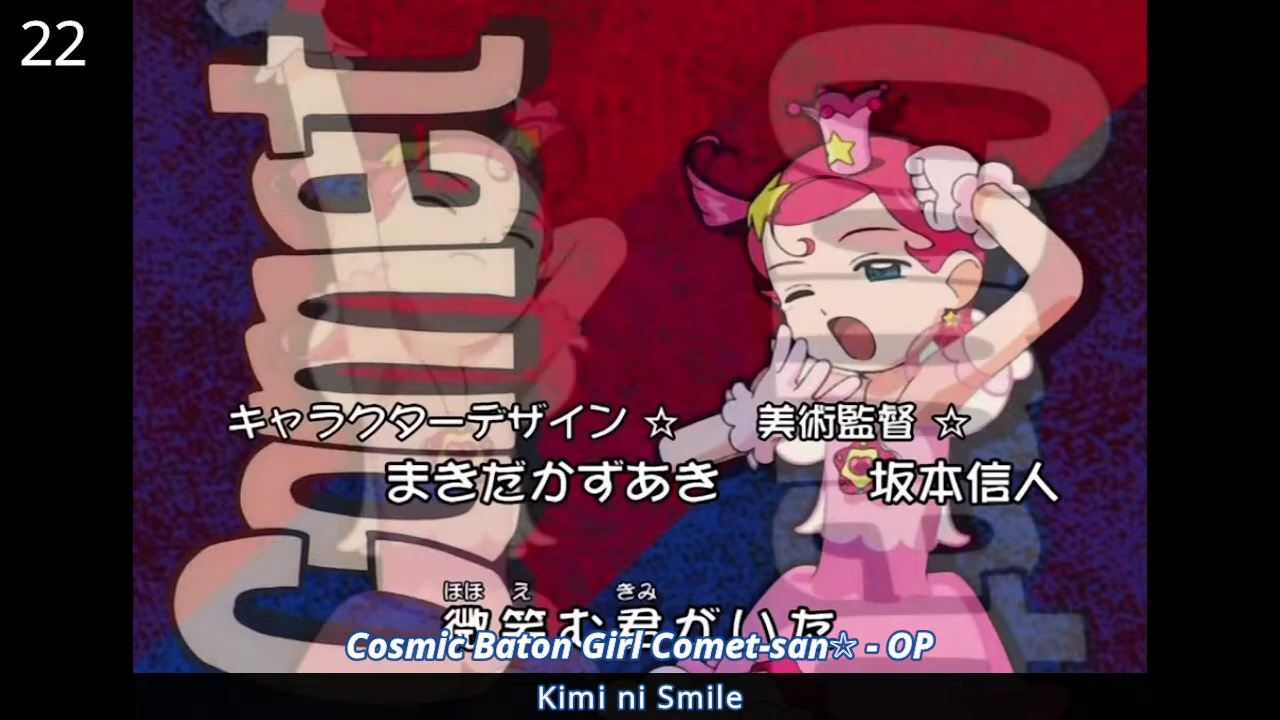 22
Comet
キャラクターデザイン ☆
まきだかずあき
美術監督 ☆
坂本信人
ほほ え きみ
微笑む君がいた
Cosmic Baton Girl Comet-san☆ - OP
Kimi ni Smile